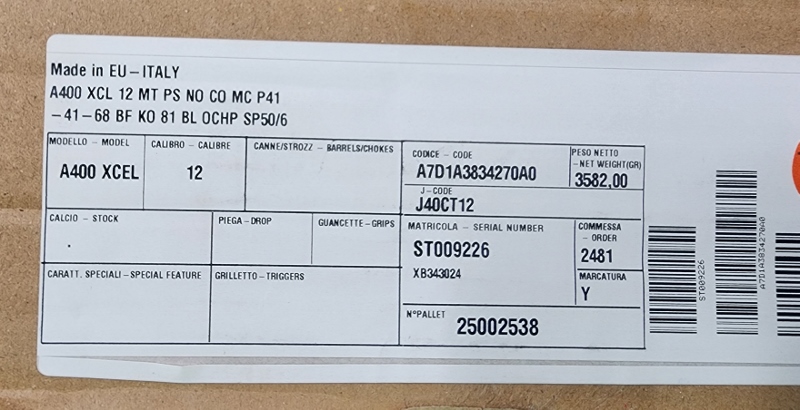 Made in EU-ITALY
A400 XCL 12 MT PS NO CO MC P41
-41-68 BF KO 81 BL OCHP SP50/6
MODELLO - MODEL
A400 XCEL
CALIBRO - CALIBRE
12
CANNE/STROZZ - BARRELS/CHOKES
CODICE - CODE
A7D1A3834270A0
PESO NETTO
-NET WEIGHT(GR)
3582,00
J-CODE
J40CT12
CALCIO - STOCK
.
PIEGA-DROP
GUANCETTE-GRIPS
MATRICOLA - SERIAL NUMBER
ST009226
XB343024
COMMESSA
- ORDER
2481
MARCATURA
Y
CARATT. SPECIALI-SPECIAL FEATURE
GRILLETTO-TRIGGERS
N°PALLET
25002538
ST009226
A7D1A3834270A0